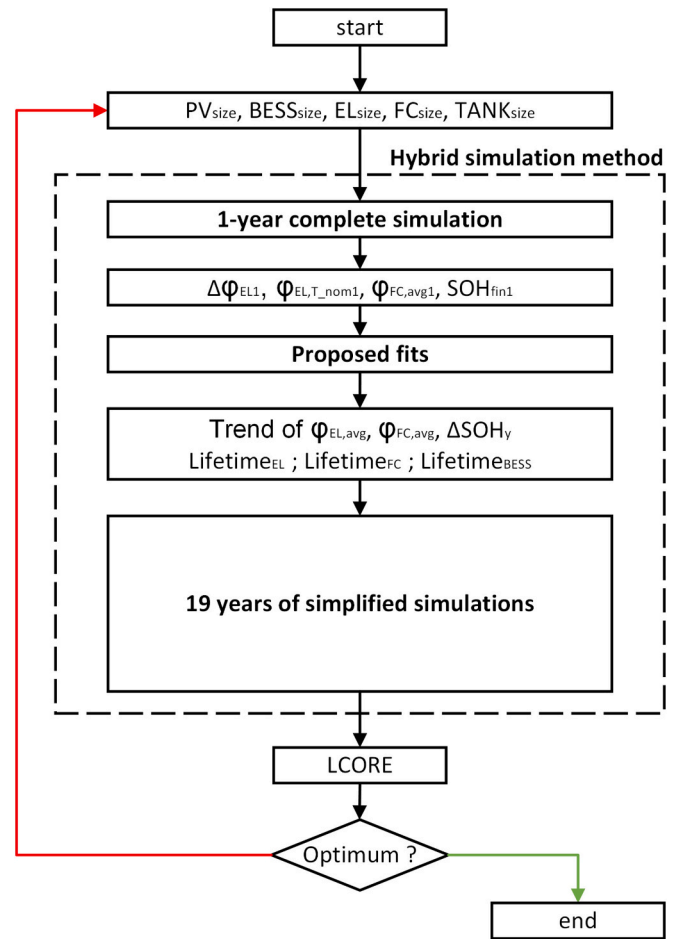 start
PVsize, BESSsize, ELsize, FCsize, TANKsize
Hybrid simulation method
1-year complete simulation
ΔφEL1, φEL,T_nom1, φFC,avg1, SOHfin1
Proposed fits
Trend of φEL,avg, φFC,avg, ΔSOHy
LifetimeEL ; LifetimeFC ; LifetimeBESS
19 years of simplified simulations
LCORE
Optimum ?
end